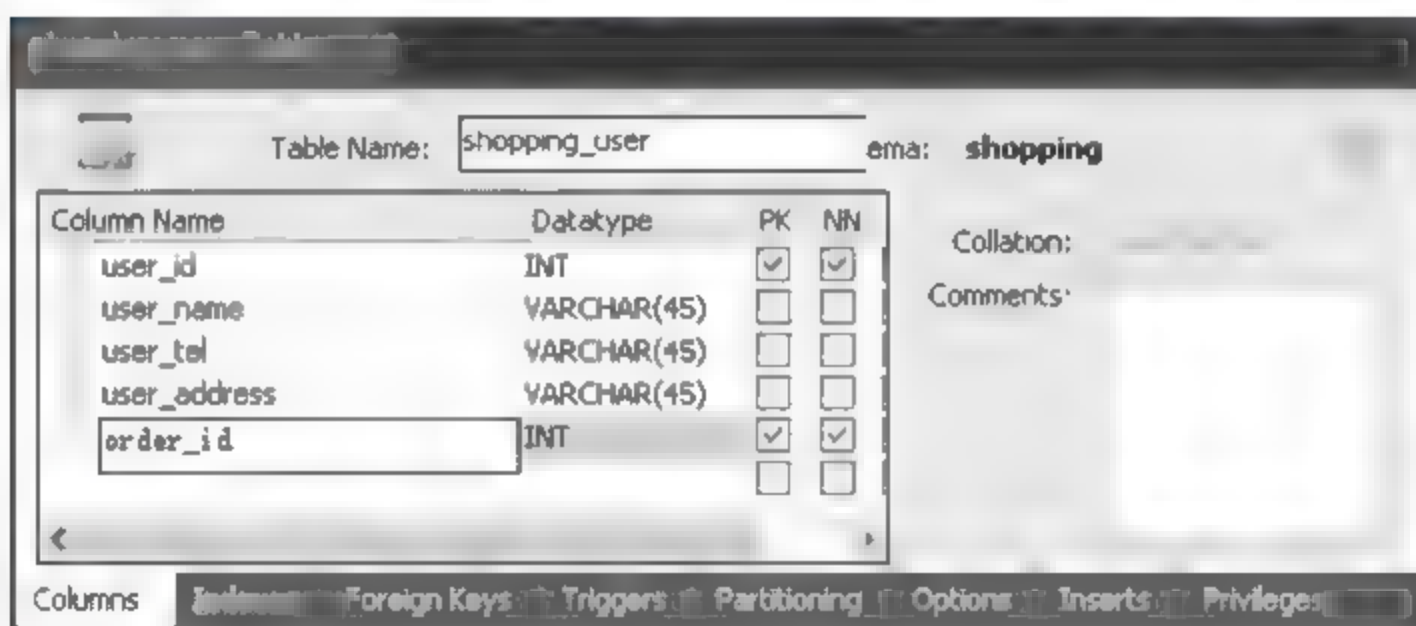 Table Name: shopping_user ema: shopping
Column Name Datatype PK NN
Collation:
user_id INT
Comments:
user_name VARCHAR(45)
user_tel VARCHAR(45)
user_address VARCHAR(45)
order_id INT
Columns Foreign Keys Triggers Partitioning Options Inserts Privileges